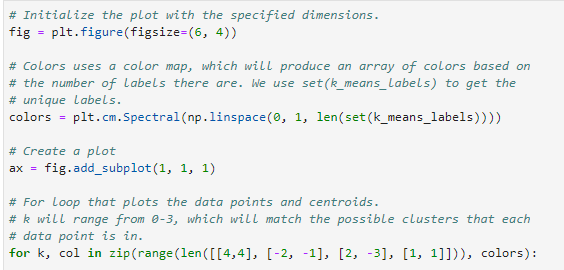 # Initialize the plot with the specified dimensions.
fig = plt.figure(figsize=(6, 4))
# Colors uses a color map, which will produce an array of colors based on
# the number of labels there are. We use set(k_means_labels) to get the
# unique labels.
colors = plt.cm.Spectral(np.linspace(0, 1, len(set(k_means_labels))))
# Create a plot
ax = fig.add_subplot(1, 1, 1)
# For loop that plots the data points and centroids.
# k will range from 0-3, which will match the possible clusters that each
# data point is in.
for k, col in zip(range(len([[4,4], [-2, -1], [2, -3], [1, 1]])), colors):